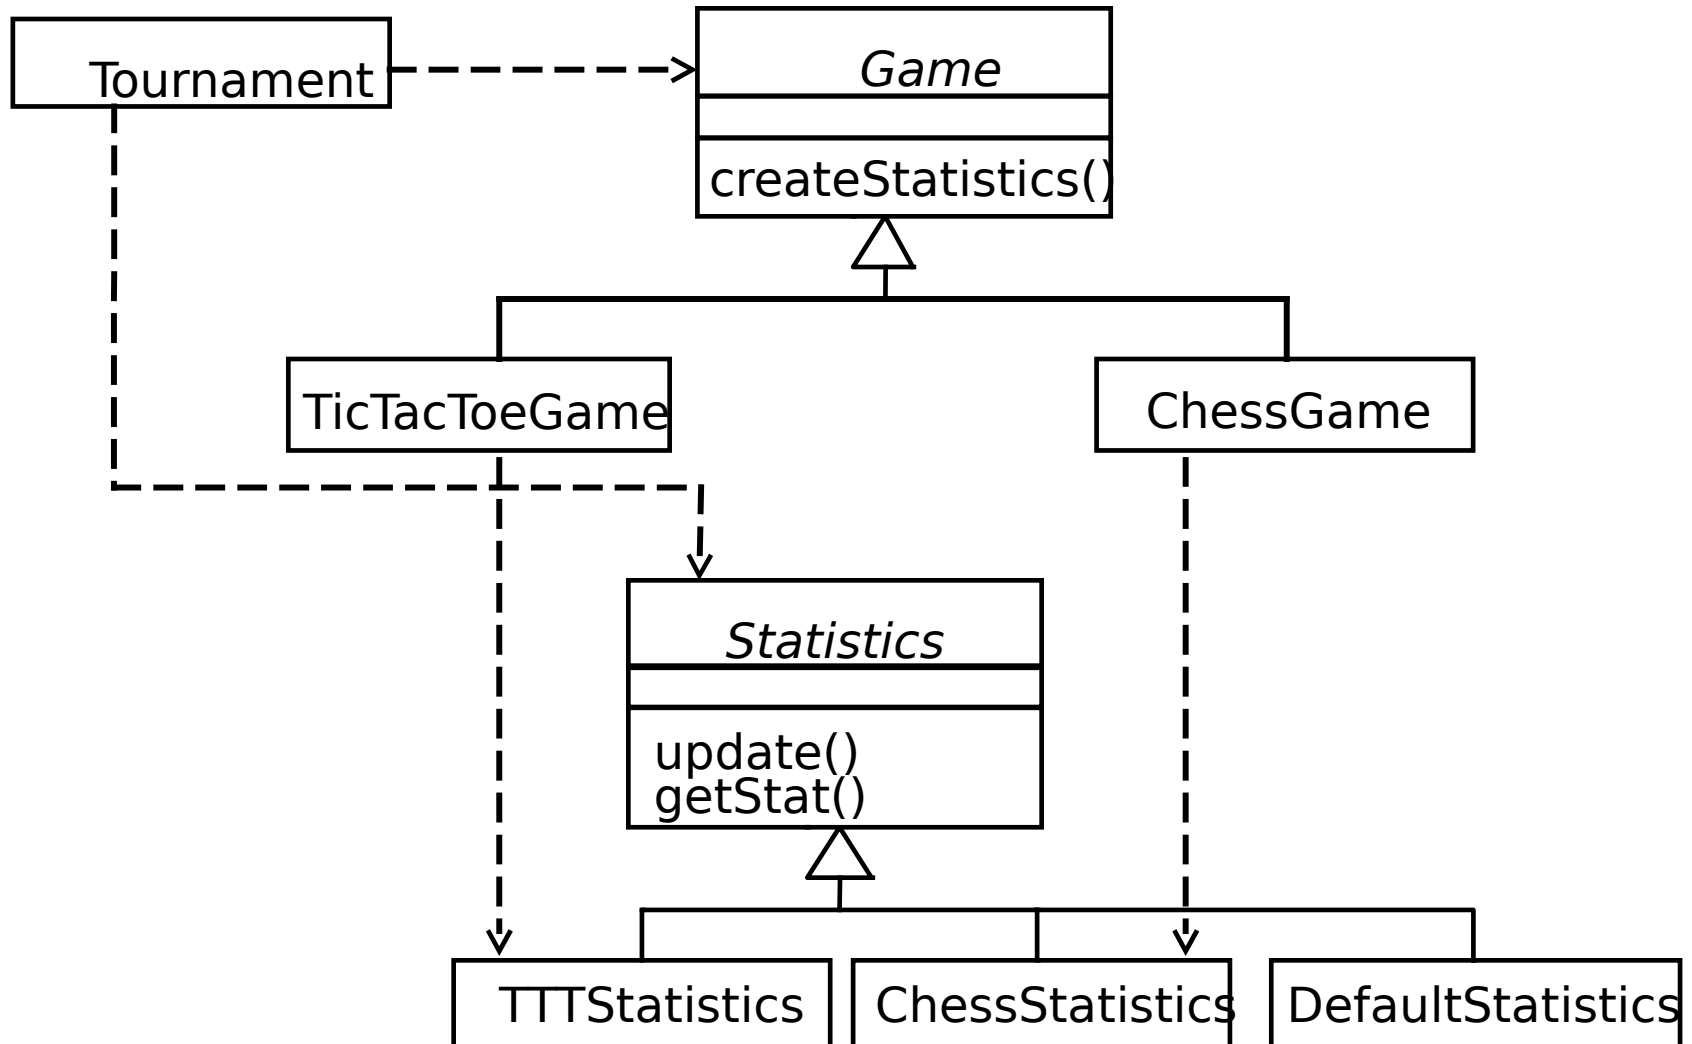 Tournament
Game
createStatistics()
TicTacToeGame
ChessGame
Statistics
update()
getStat()
TTTStatistics
ChessStatistics
DefaultStatistics